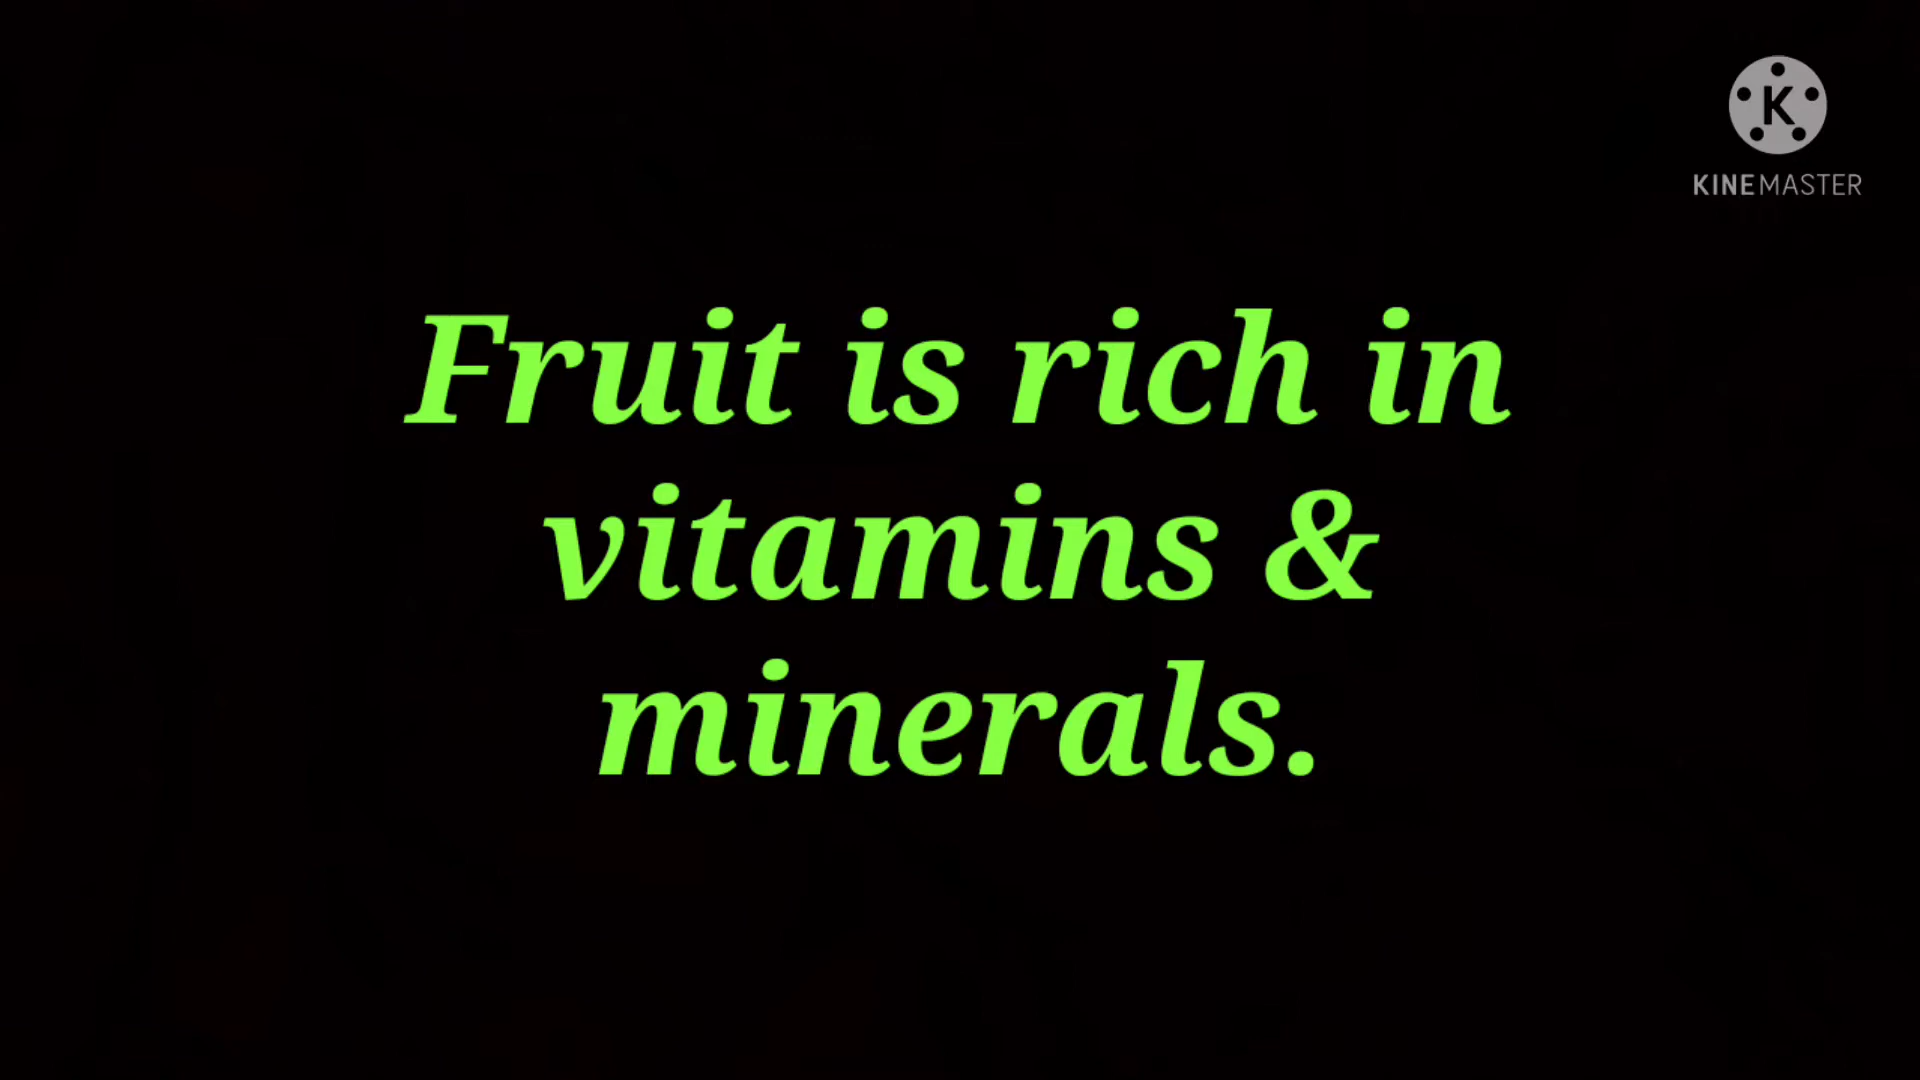 K
KINEMASTER
Fruit is rich in
vitamins &
minerals.